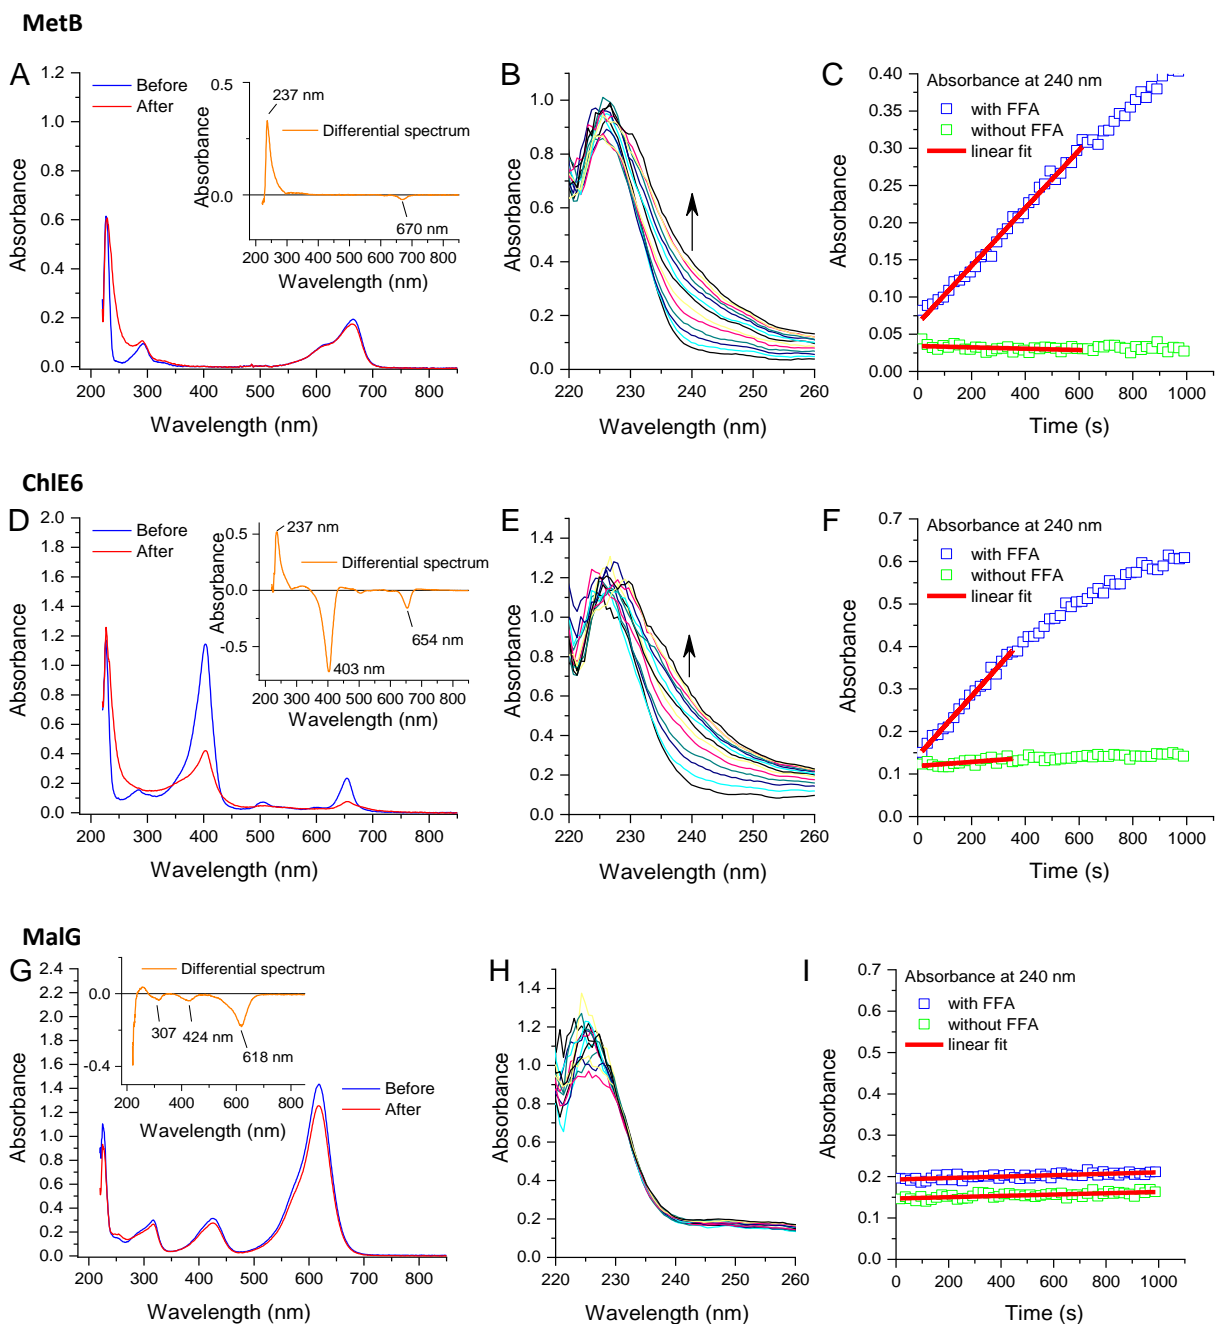 MetB
A
1.2
1.0
0.8
0.6
0.4
0.2
0.0
Absorbance
200 300 400 500 600 700 800
Wavelength (nm)
Before
After
0.5
0.0
Absorbance
237 nm
Differential spectrum
670 nm
200 300 400 500 600 700 800
Wavelength (nm)
B
1.0
0.8
0.6
0.4
0.2
0.0
Absorbance
220 230 240 250 260
Wavelength (nm)
C
0.40
0.35
0.30
0.25
0.20
0.15
0.10
0.05
0.00
Absorbance
Absorbance at 240 nm
with FFA
without FFA
linear fit
0 200 400 600 800 1000
Time (s)
ChlE6
D
2.0
1.8
1.6
1.4
1.2
1.0
0.8
0.6
0.4
0.2
0.0
Absorbance
200 300 400 500 600 700 800
Wavelength (nm)
Before
After
0.5
0.0
-0.5
Absorbance
237 nm
Differential spectrum
654 nm
403 nm
200 300 400 500 600 700 800
Wavelength (nm)
E
1.4
1.2
1.0
0.8
0.6
0.4
0.2
0.0
Absorbance
220 230 240 250 260
Wavelength (nm)
F
0.7
0.6
0.5
0.4
0.3
0.2
0.1
0.0
Absorbance
Absorbance at 240 nm
with FFA
without FFA
linear fit
0 200 400 600 800 1000
Time (s)
MalG
G
2.4
2.2
2.0
1.8
1.6
1.4
1.2
1.0
0.8
0.6
0.4
0.2
0.0
Absorbance
200 300 400 500 600 700 800
Wavelength (nm)
Differential spectrum
0.0
-0.4
Absorbance
307
424 nm
618 nm
200 400 600 800
Wavelength (nm)
Before
After
H
1.4
1.2
1.0
0.8
0.6
0.4
0.2
0.0
Absorbance
220 230 240 250 260
Wavelength (nm)
I
0.7
0.6
0.5
0.4
0.3
0.2
0.1
0.0
Absorbance
Absorbance at 240 nm
with FFA
without FFA
linear fit
0 200 400 600 800 1000
Time (s)